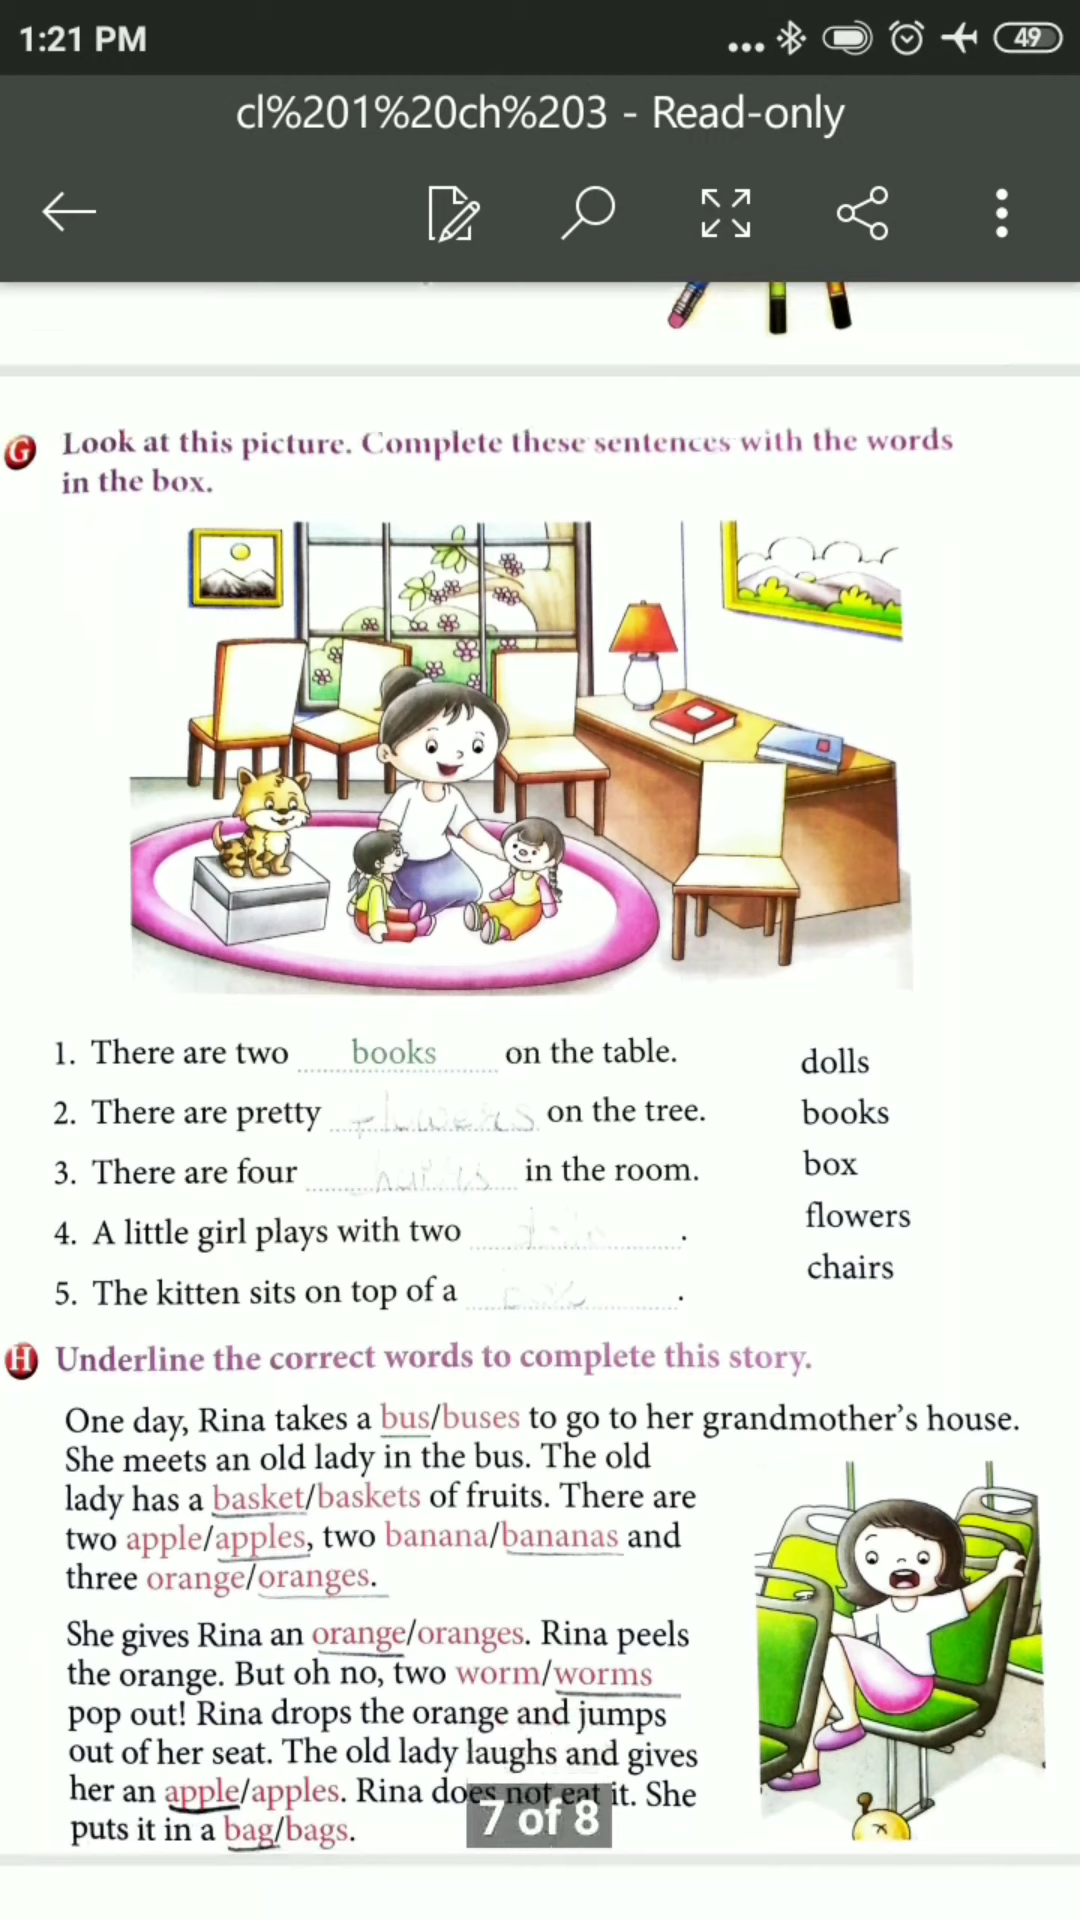 1:21 PM
49
cl%201%20ch%203 - Read-only
G Look at this picture. Complete these sentences with the words
in the box.
1. There are two books on the table.
2. There are pretty flowers on the tree.
3. There are four in the room.
4. A little girl plays with two .
5. The kitten sits on top of a box .
dolls
books
box
flowers
chairs
H Underline the correct words to complete this story.
One day, Rina takes a bus/buses to go to her grandmother's house.
She meets an old lady in the bus. The old
lady has a basket/baskets of fruits. There are
two apple/apples, two banana/bananas and
three orange/oranges.
She gives Rina an orange/oranges. Rina peels
the orange. But oh no, two worm/worms
pop out! Rina drops the orange and jumps
out of her seat. The old lady laughs and gives
her an apple/apples. Rina does not eat it. She
puts it in a bag/bags.
7 of 8